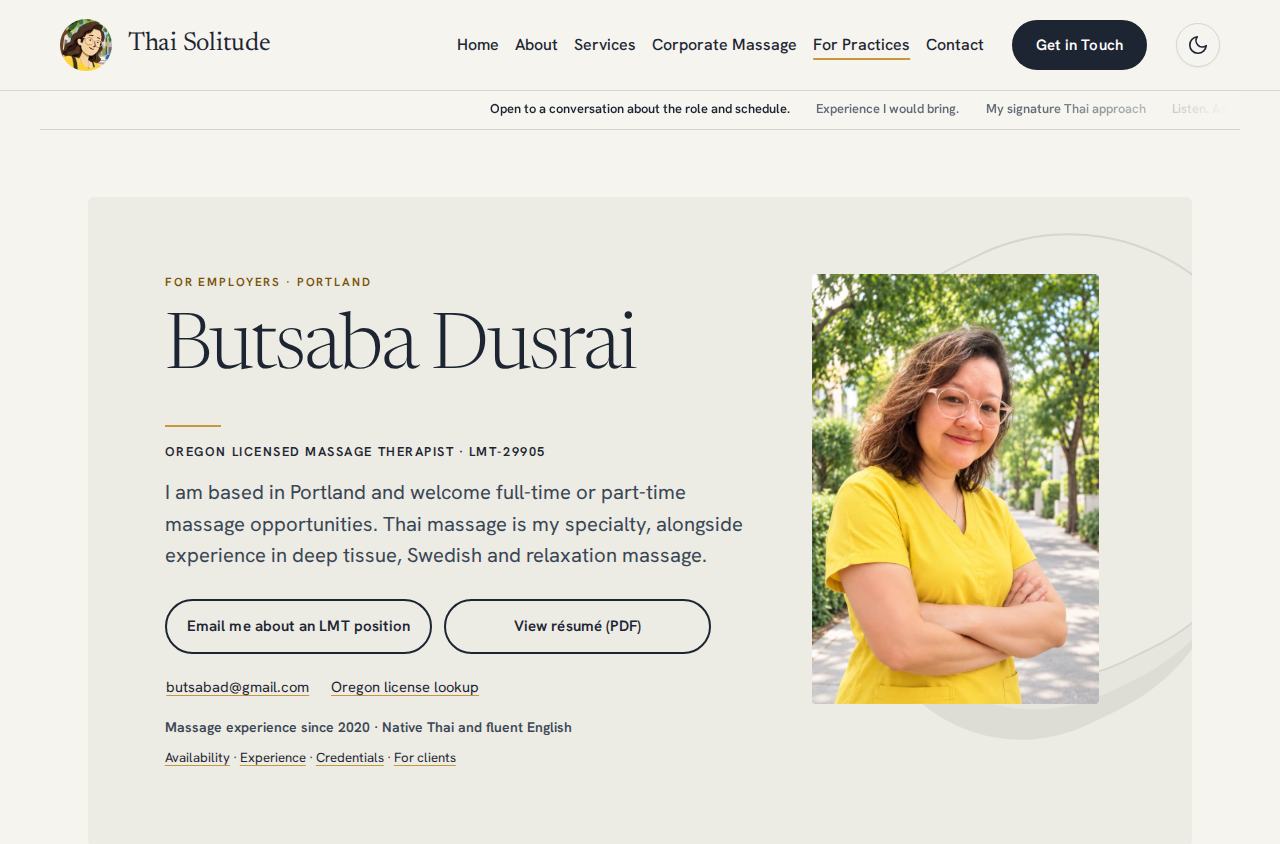 Thai Solitude
Home About Services Corporate Massage For Practices Contact Get in Touch
Open to a conversation about the role and schedule. Experience I would bring. My signature Thai approach Listen.
FOR EMPLOYERS · PORTLAND
Butsaba Dusrai
OREGON LICENSED MASSAGE THERAPIST · LMT-29905
I am based in Portland and welcome full-time or part-time
massage opportunities. Thai massage is my specialty, alongside
experience in deep tissue, Swedish and relaxation massage.
Email me about an LMT position View résumé (PDF)
butsabad@gmail.com Oregon license lookup
Massage experience since 2020 · Native Thai and fluent English
Availability · Experience · Credentials · For clients